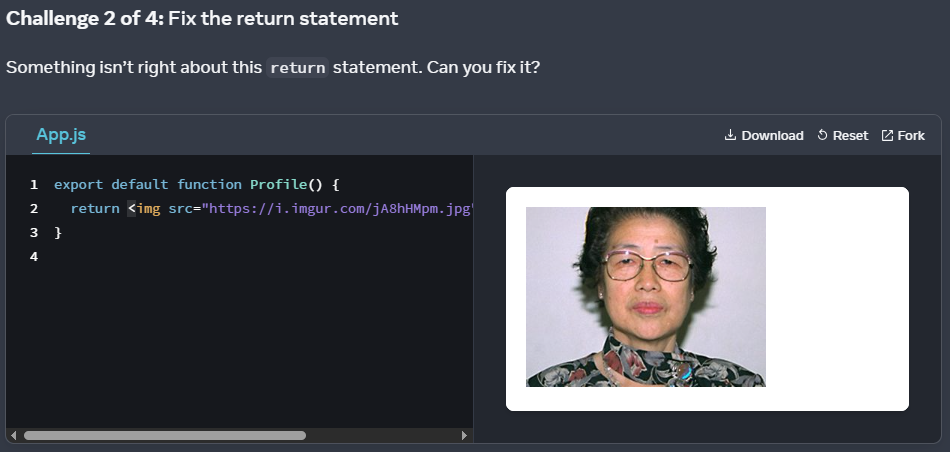 Challenge 2 of 4: Fix the return statement
Something isn't right about this return statement. Can you fix it?
App.js
Download Reset Fork
1 export default function Profile() {
2 return <img src="https://i.imgur.com/jA8hHMpm.jpg"
3 }
4